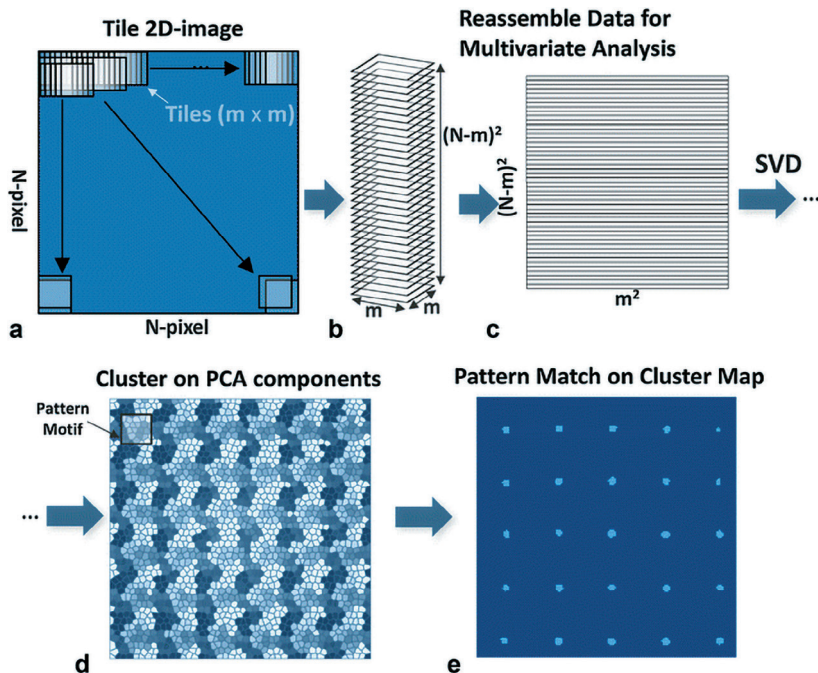 Tile 2D-image
Reassemble Data for
Multivariate Analysis
...
Tiles (m x m)
N-pixel
N-pixel
a
(N-m)²
m
m
b
(N-m)²
m²
c
SVD
...
Cluster on PCA components
Pattern
Motif
...
d
Pattern Match on Cluster Map
e